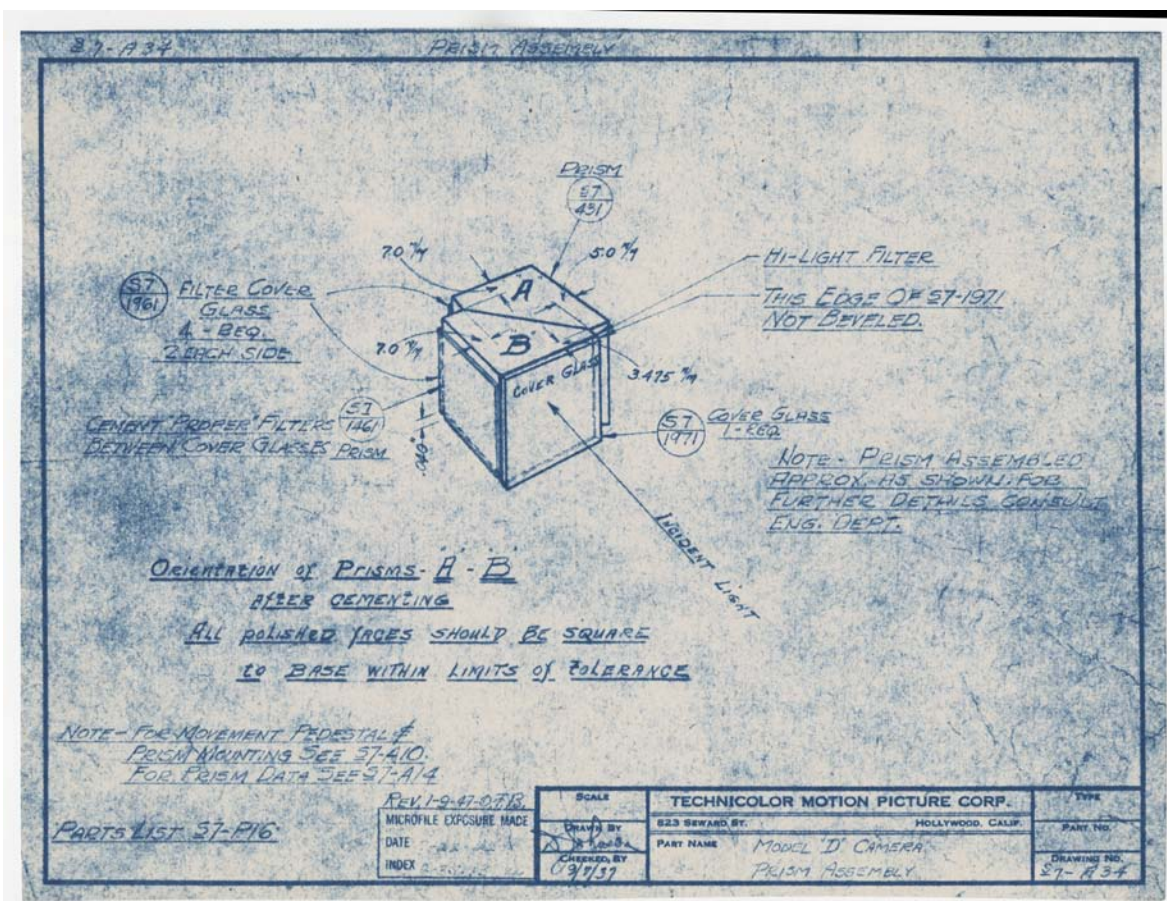 S7-A34 PRISM ASSEMBLY
PRISM
S7
431
7.0 M/M
5.0 M/M
HI-LIGHT FILTER
S7
1961
FILTER COVER
GLASS
4 - REQ.
2 EACH SIDE
THIS EDGE OF S7-1971
NOT BEVELED.
A
B
7.0 M/M
COVER GLASS
3.475 M/M
CEMENT "PROPER" FILTERS
BETWEEN COVER GLASSES
S7
1461
PRISM
.040"
S7
1971
COVER GLASS
1-REQ
NOTE - PRISM ASSEMBLED
APPROX. AS SHOWN. FOR
FURTHER DETAILS CONSULT
ENG. DEPT.
INCIDENT LIGHT
ORIENTATION of PRISMS-"A"-"B"
AFTER CEMENTING
ALL POLISHED FACES SHOULD BE SQUARE
to BASE WITHIN LIMITS of TOLERANCE
NOTE - FOR MOVEMENT PEDESTAL &
PRISM MOUNTING SEE S7-A10.
FOR PRISM DATA SEE S7-A14
PARTS LIST S7-P16
REV. 1-9-47-
MICROFILE EXPOSURE MADE
DATE
INDEX
SCALE
DRAWN BY
CHECKED BY
9/7/37
TECHNICOLOR MOTION PICTURE CORP.
823 SEWARD ST. HOLLYWOOD, CALIF.
PART NAME MODEL "D" CAMERA
PRISM ASSEMBLY
TYPE
PART NO.
DRAWING NO.
S7-A34